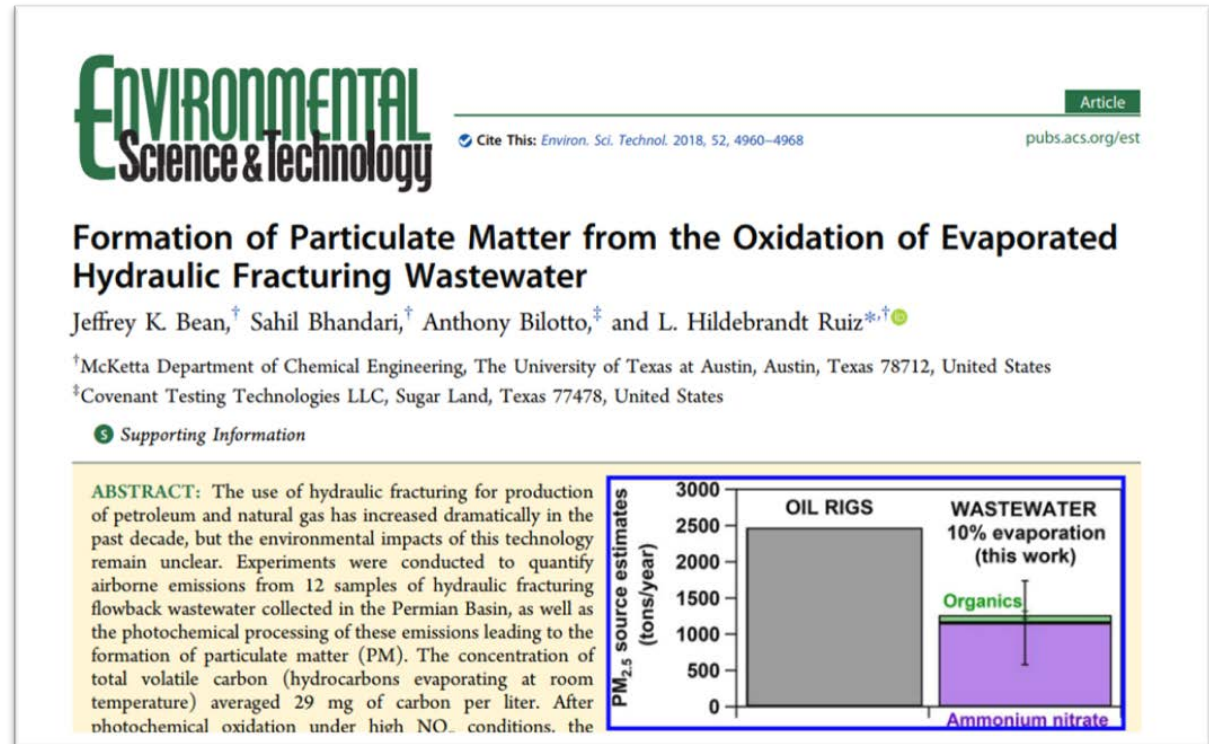 ENVIRONMENTAL
Science & Technology
Article
Cite This: Environ. Sci. Technol. 2018, 52, 4960–4968
pubs.acs.org/est
Formation of Particulate Matter from the Oxidation of Evaporated
Hydraulic Fracturing Wastewater
Jeffrey K. Bean,† Sahil Bhandari,† Anthony Bilotto,‡ and L. Hildebrandt Ruiz*,†
†McKetta Department of Chemical Engineering, The University of Texas at Austin, Austin, Texas 78712, United States
‡Covenant Testing Technologies LLC, Sugar Land, Texas 77478, United States
S Supporting Information
ABSTRACT: The use of hydraulic fracturing for production
of petroleum and natural gas has increased dramatically in the
past decade, but the environmental impacts of this technology
remain unclear. Experiments were conducted to quantify
airborne emissions from 12 samples of hydraulic fracturing
flowback wastewater collected in the Permian Basin, as well as
the photochemical processing of these emissions leading to the
formation of particulate matter (PM). The concentration of
total volatile carbon (hydrocarbons evaporating at room
temperature) averaged 29 mg of carbon per liter. After
photochemical oxidation under high NOx conditions, the
PM2.5 source estimates
(tons/year)
3000
2500
2000
1500
1000
500
0
OIL RIGS
WASTEWATER
10% evaporation
(this work)
Organics
Ammonium nitrate